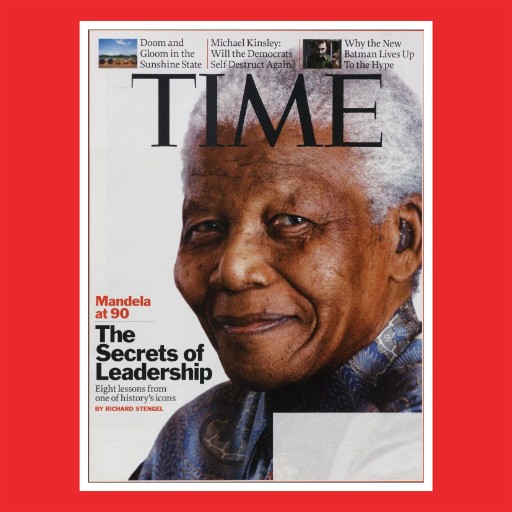 Doom and
Gloom in the
Sunshine State
Michael Kinsley:
Will the Democrats
Self-Destruct Again?
Why the New
Batman Lives Up
To the Hype
TIME
Mandela
at 90
The
Secrets of
Leadership
Eight lessons from
one of history's icons
BY RICHARD STENGEL